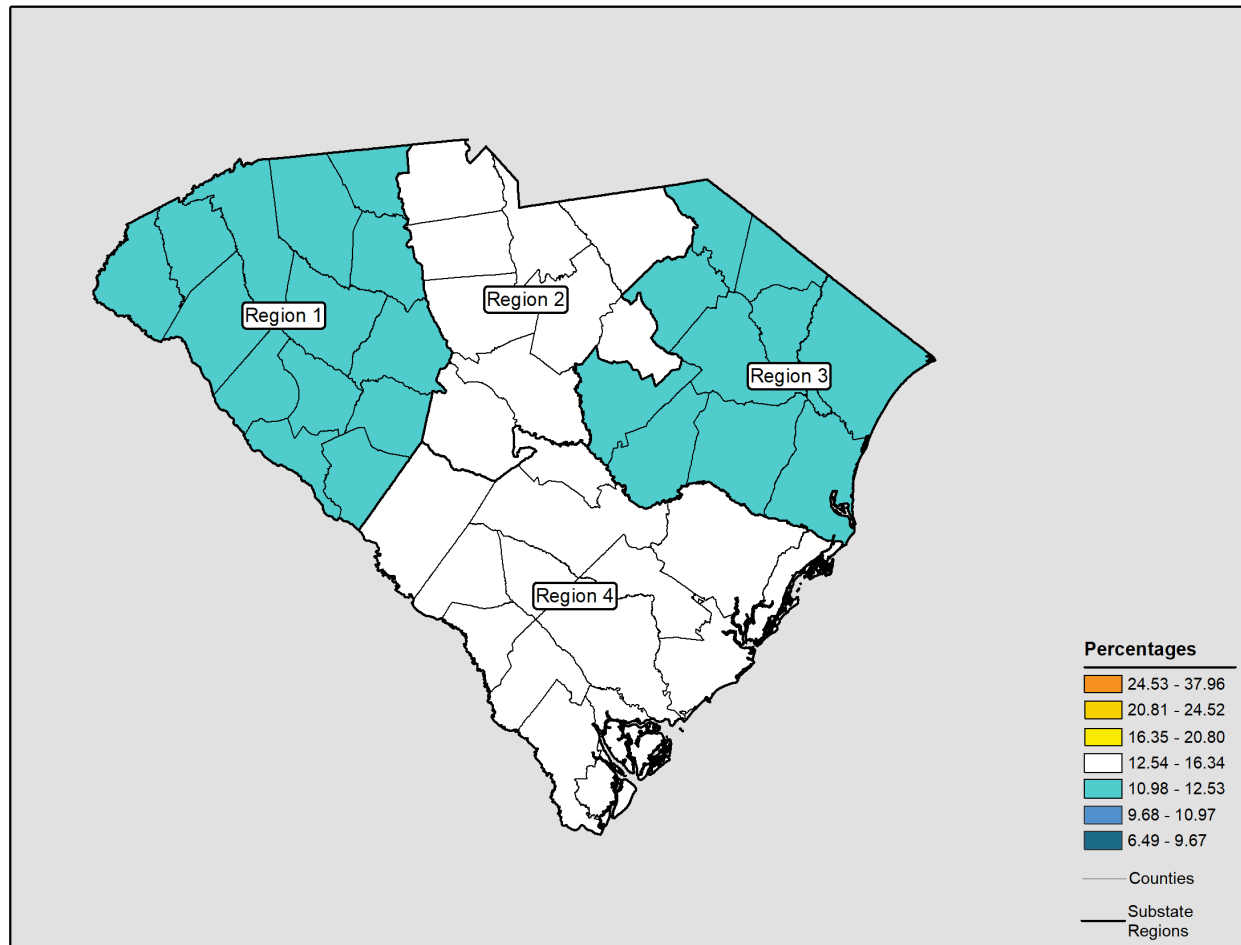 Region 2
Region 1
Region 3
Region 4
Percentages
24.53 - 37.96
20.81 - 24.52
16.35 - 20.80
12.54 - 16.34
10.98 - 12.53
9.68 - 10.97
6.49 - 9.67
Counties
Substate
Regions